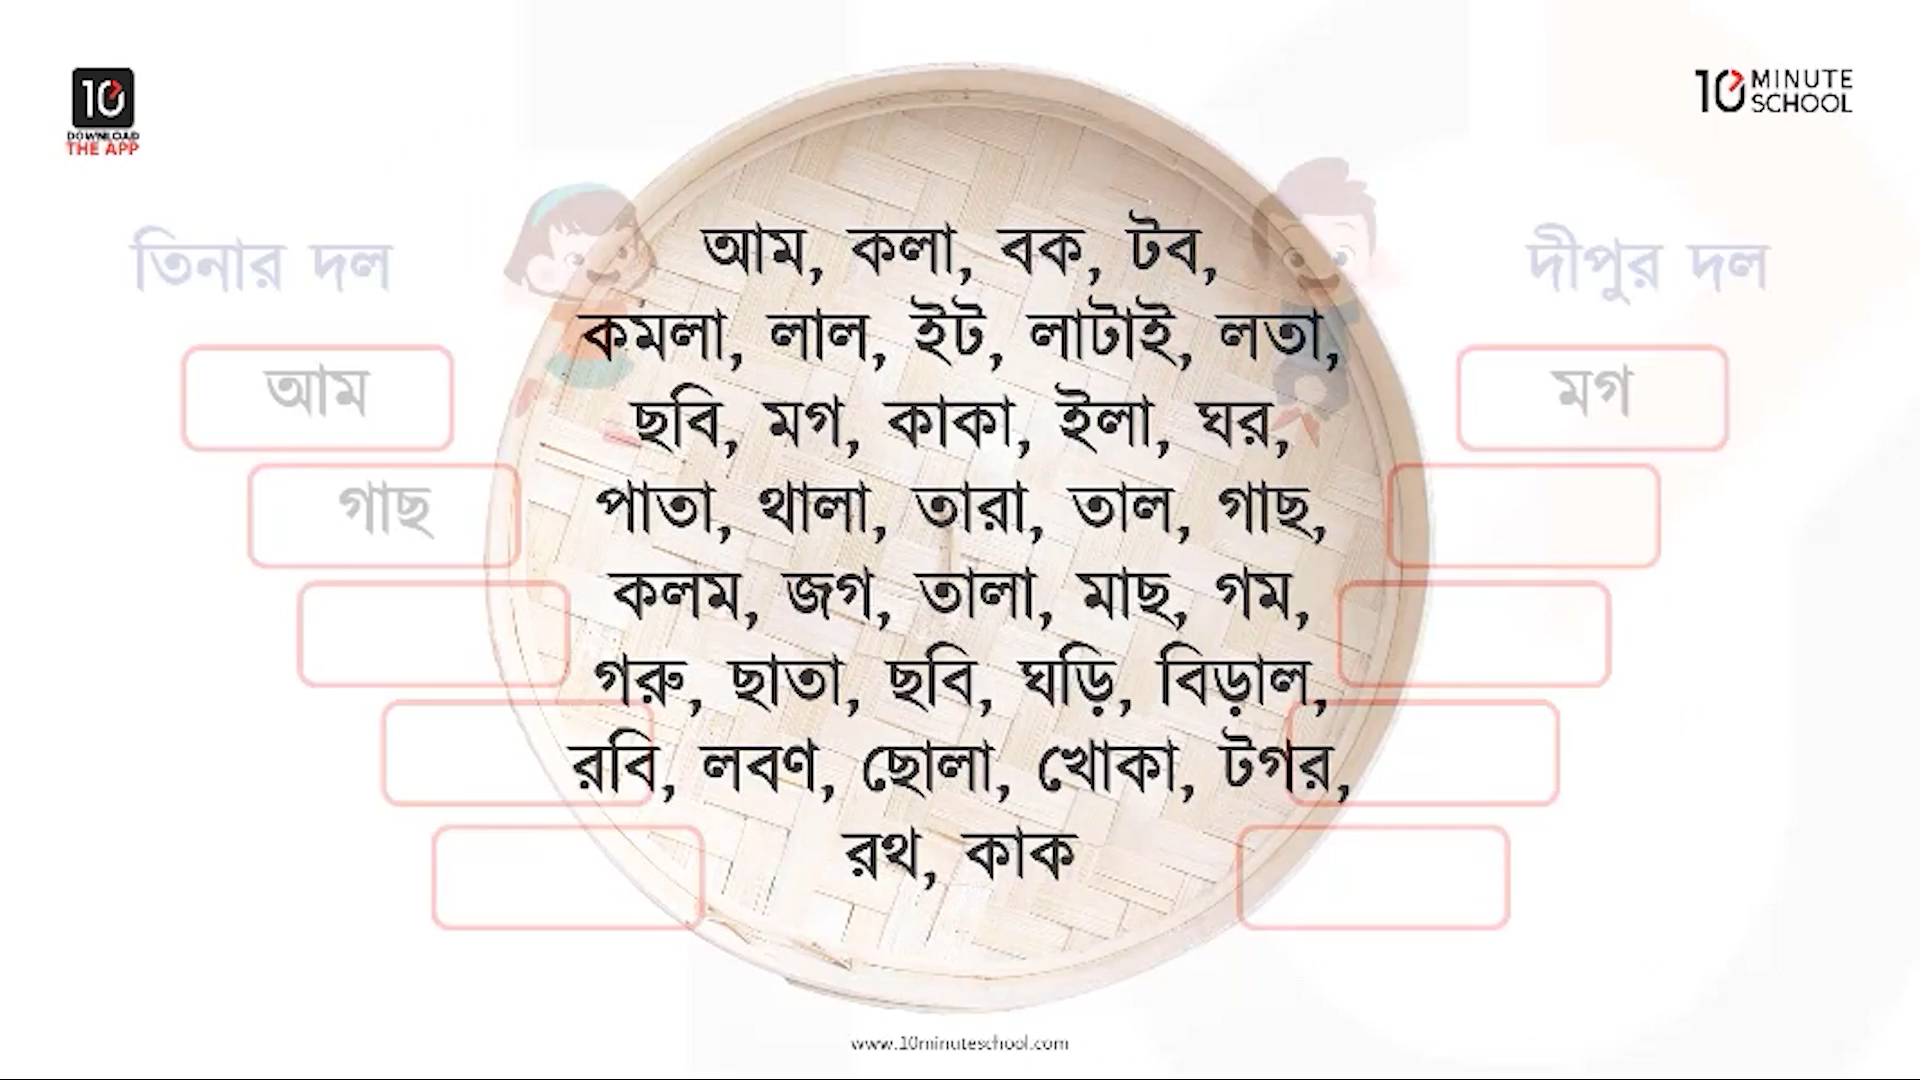 10
DOWNLOAD
THE APP
10 MINUTE
SCHOOL
তিনার দল
দীপুর দল
আম
গাছ
মগ
আম, কলা, বক, টব,
কমলা, লাল, ইট, লাটাই, লতা,
ছবি, মগ, কাকা, ইলা, ঘর,
পাতা, থালা, তারা, তাল, গাছ,
কলম, জগ, তালা, মাছ, গম,
গরু, ছাতা, ছবি, ঘড়ি, বিড়াল,
রবি, লবণ, ছোলা, খোকা, টগর,
রথ, কাক
www.10minuteschool.com